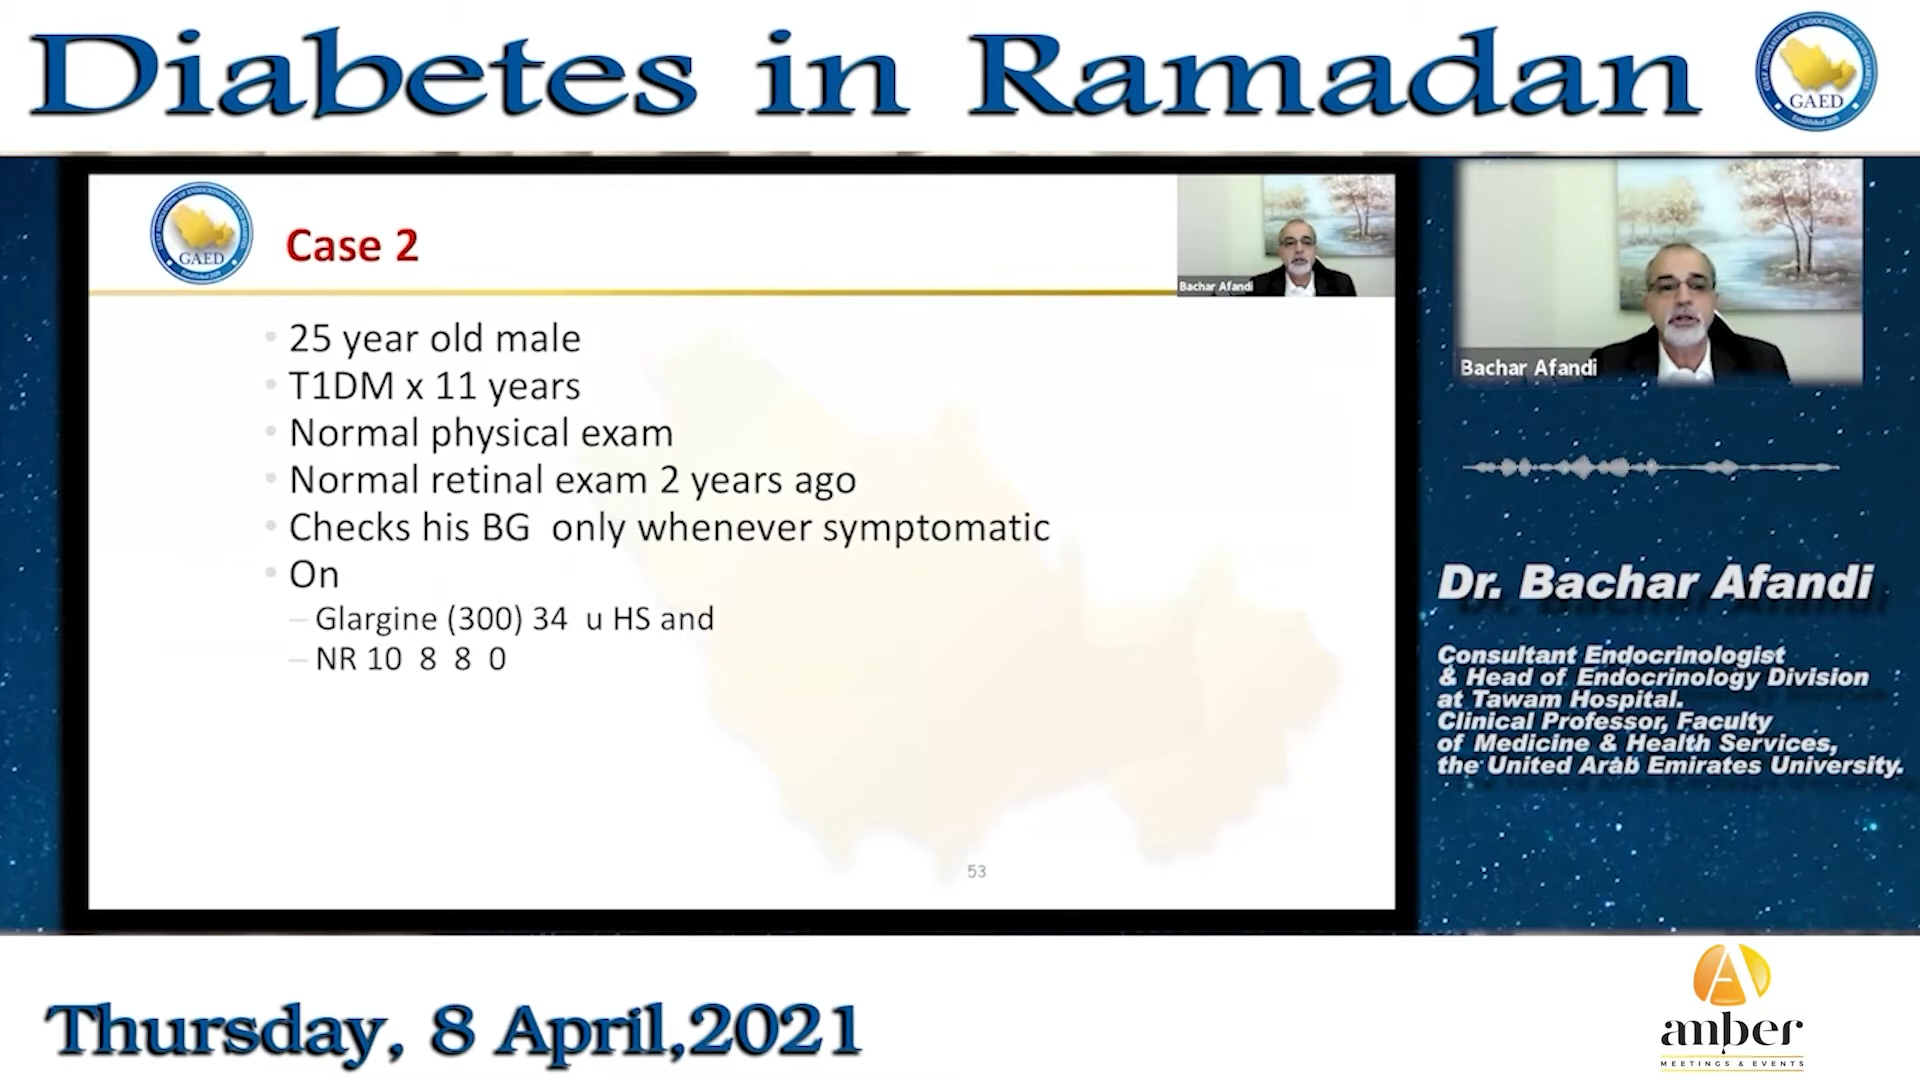 Diabetes in Ramadan
GAED
GAED
Case 2
Bachar Afandi
25 year old male
T1DM x 11 years
Normal physical exam
Normal retinal exam 2 years ago
Checks his BG only whenever symptomatic
On
Glargine (300) 34 u HS and
NR 10 8 8 0
53
Bachar Afandi
Dr. Bachar Afandi
Consultant Endocrinologist
& Head of Endocrinology Division
at Tawam Hospital.
Clinical Professor, Faculty
of Medicine & Health Services,
the United Arab Emirates University.
Thursday, 8 April,2021
amber
MEETINGS & EVENTS